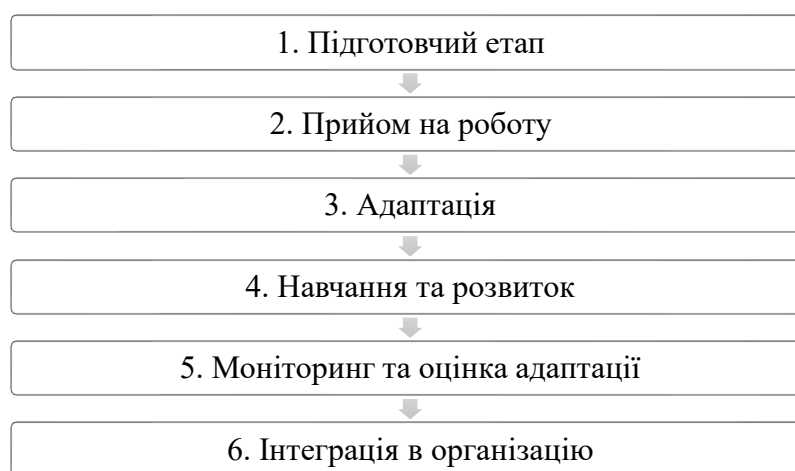 1. Підготовчий етап
2. Прийом на роботу
3. Адаптація
4. Навчання та розвиток
5. Моніторинг та оцінка адаптації
6. Інтеграція в організацію